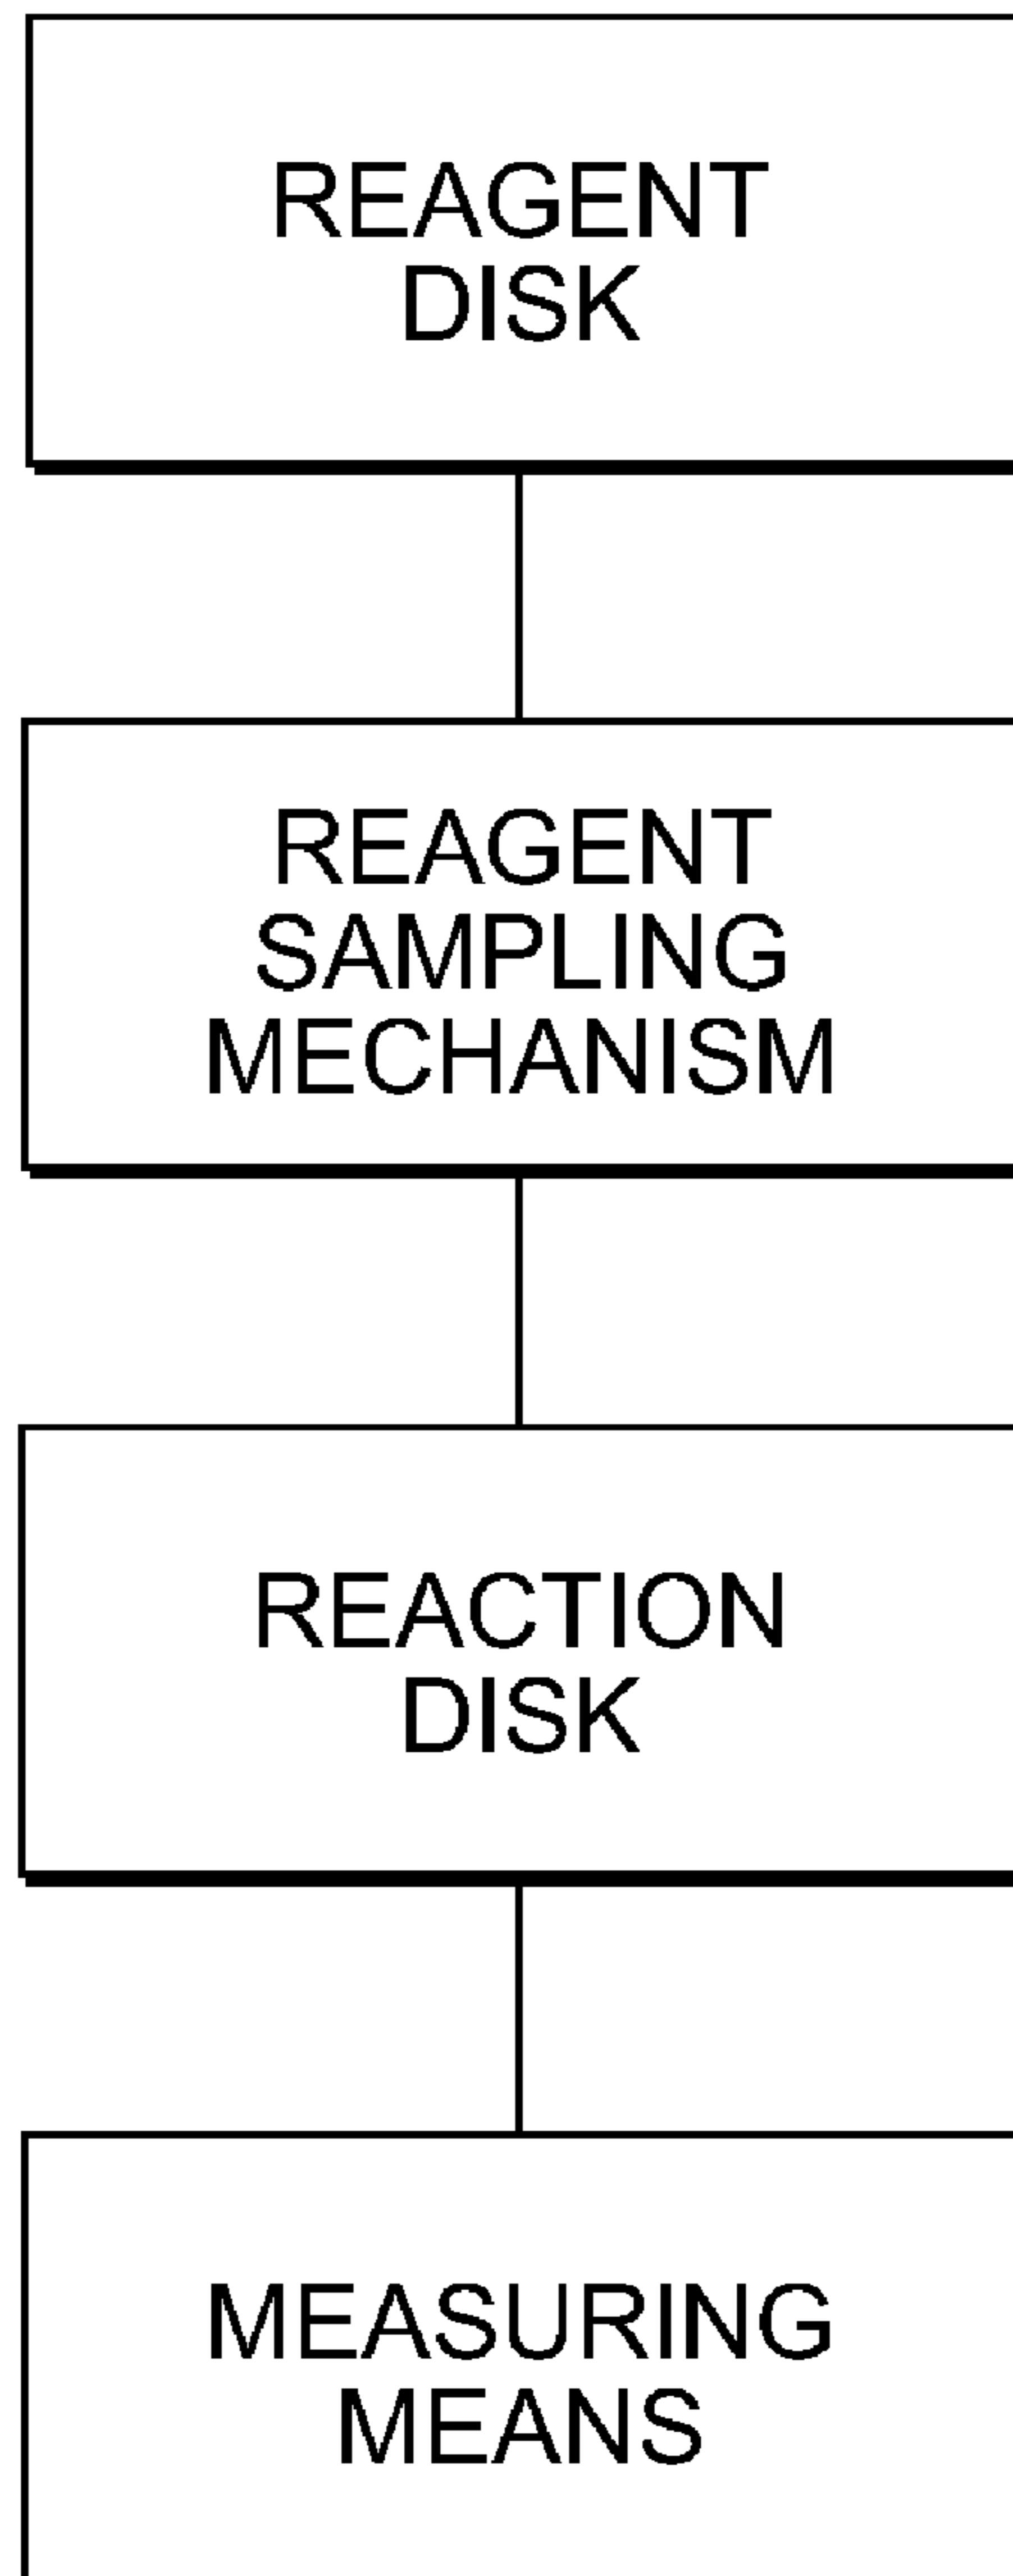 REAGENT
DISK
REAGENT
SAMPLING
MECHANISM
REACTION
DISK
MEASURING
MEANS